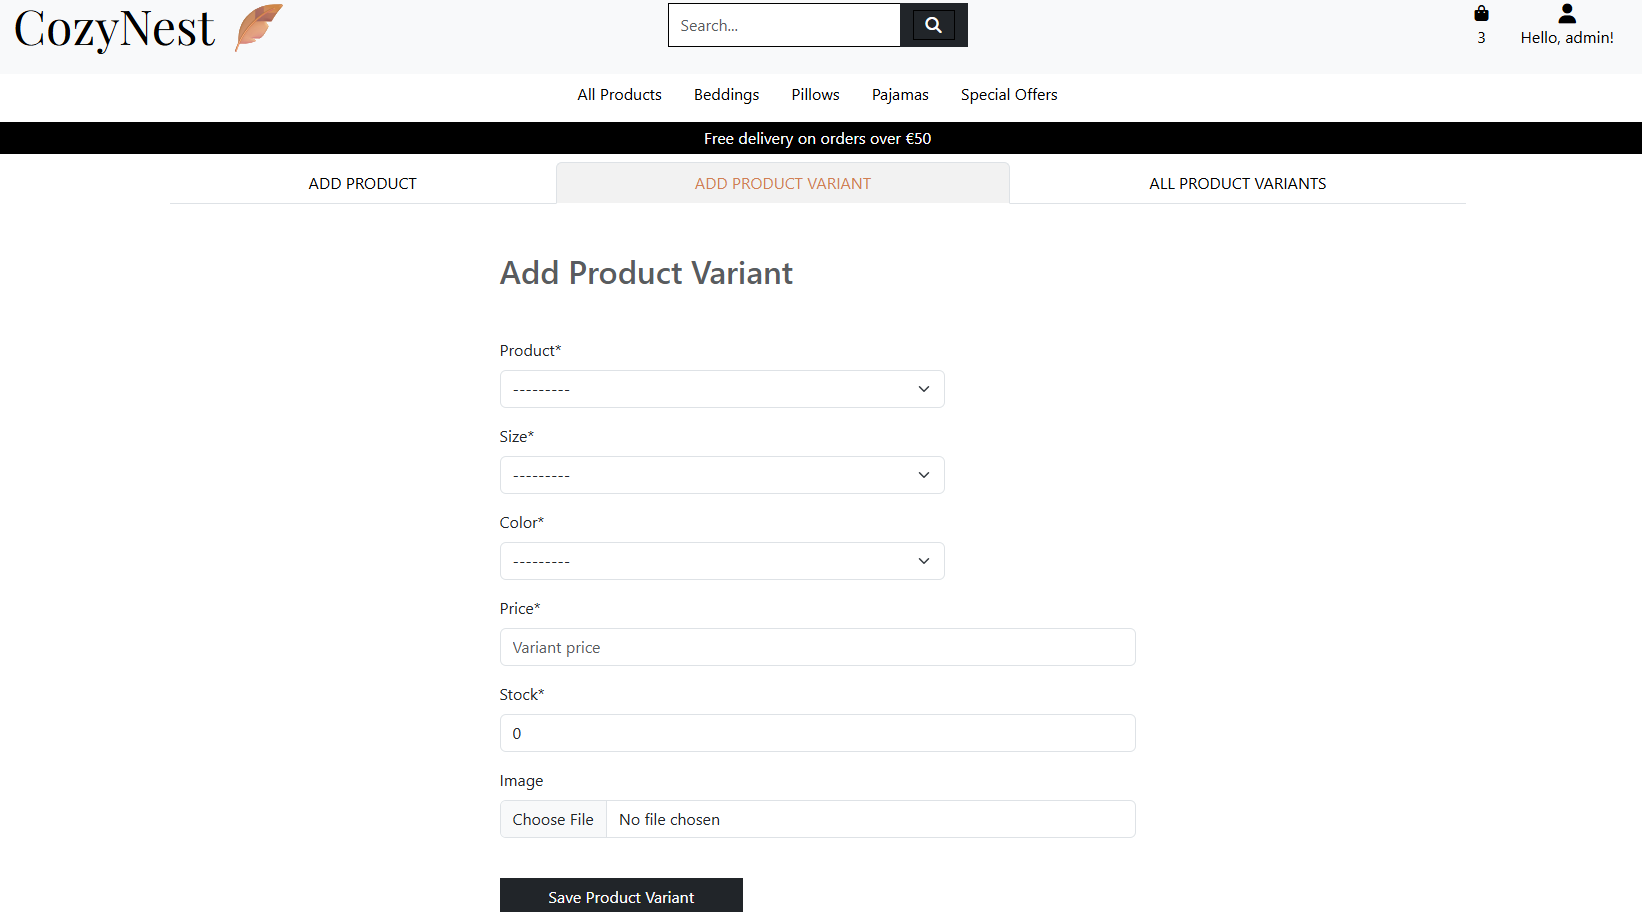 CozyNest
Search...
3
Hello, admin!
All Products Beddings Pillows Pajamas Special Offers
Free delivery on orders over €50
ADD PRODUCT ADD PRODUCT VARIANT ALL PRODUCT VARIANTS
Add Product Variant
Product*
---------
Size*
---------
Color*
---------
Price*
Variant price
Stock*
0
Image
Choose File No file chosen
Save Product Variant